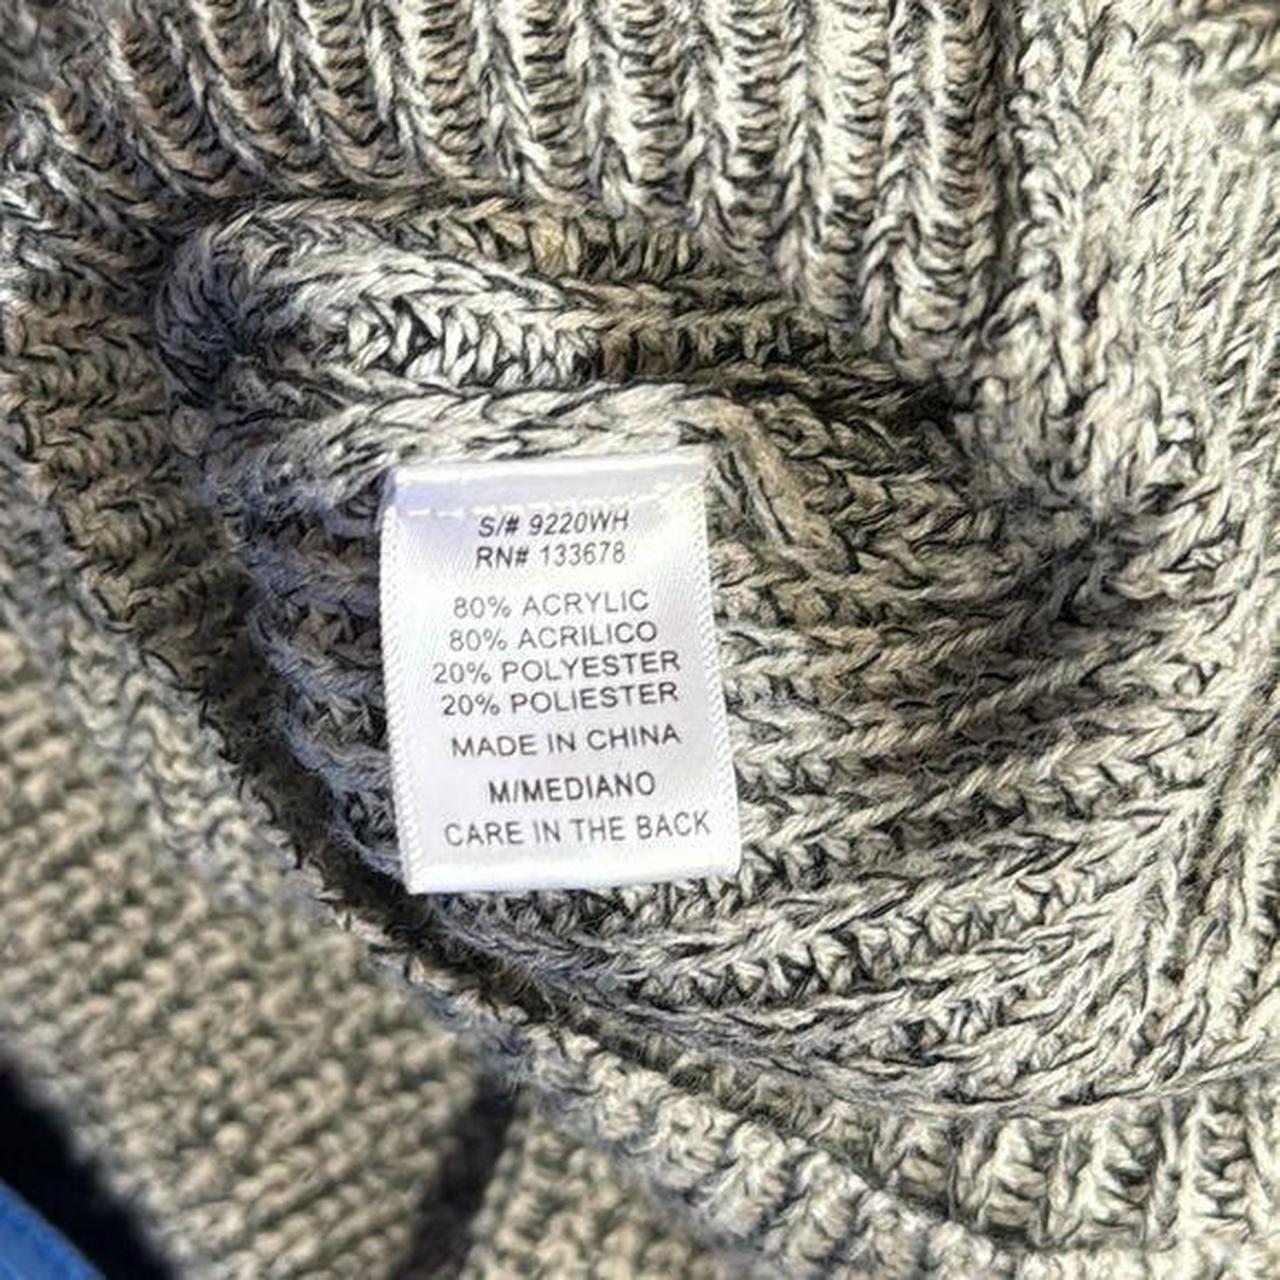 S/# 9220WH
RN# 133678
80% ACRYLIC
80% ACRILICO
20% POLYESTER
20% POLIESTER
MADE IN CHINA
M/MEDIANO
CARE IN THE BACK